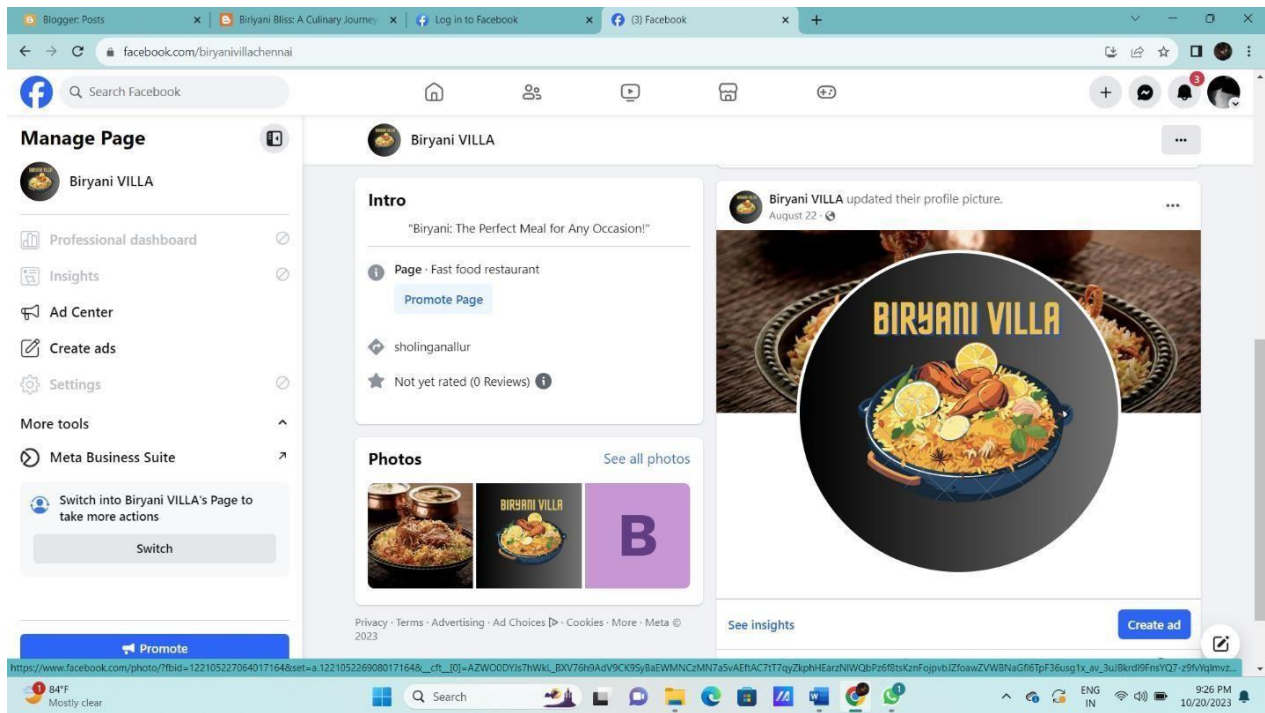 Blogger: Posts
Biriyani Bliss: A Culinary Journey
Log in to Facebook
(3) Facebook
facebook.com/biryanivillachennai
Search Facebook
3
Manage Page
Biryani VILLA
Professional dashboard
Insights
Ad Center
Create ads
Settings
More tools
Meta Business Suite
Switch into Biryani VILLA's Page to
take more actions
Switch
Promote
Biryani VILLA
Intro
"Biryani: The Perfect Meal for Any Occasion!"
Page · Fast food restaurant
Promote Page
sholinganallur
Not yet rated (0 Reviews)
Photos
See all photos
BIRYANI VILLA
B
Privacy · Terms · Advertising · Ad Choices · Cookies · More · Meta ©
2023
Biryani VILLA updated their profile picture.
August 22
BIRYANI VILLA
See insights
Create ad
84°F
Mostly clear
Search
ENG
IN
9:26 PM
10/20/2023